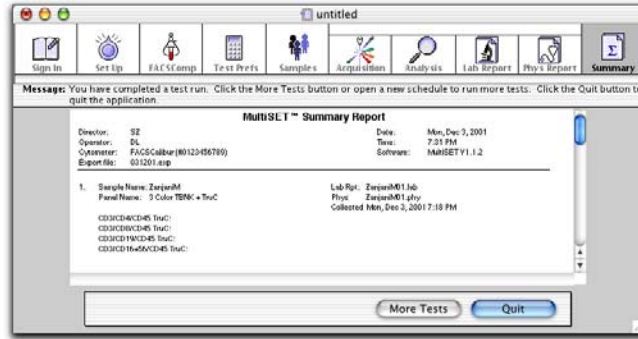 untitled
Sign In Set Up FACSComp Test Prefs Samples Acquisition Analysis Lab Report Phys Report Summary
Message: You have completed a test run. Click the More Tests button or open a new schedule to run more tests. Click the Quit button to
quit the application.
MultiSET™ Summary Report
Director: SZ Date: Mon, Dec 3, 2001
Operator: DL Time: 7:31 PM
Cytometer: FACSCalibur (#0123456789) Software: MultiSET V1.1.2
Export file: 031201.exp
1. Sample Name: ZanjaniM Lab Rpt: ZanjaniM01.lab
Panel Name: 3 Color TBNK + TruC Phys ZanjaniM01.phy
Collected Mon, Dec 3, 2001 7:18 PM
CD3/CD4/CD45 TruC:
CD3/CD8/CD45 TruC:
CD3/CD19/CD45 TruC:
CD3/CD16+56/CD45 TruC:
More Tests Quit